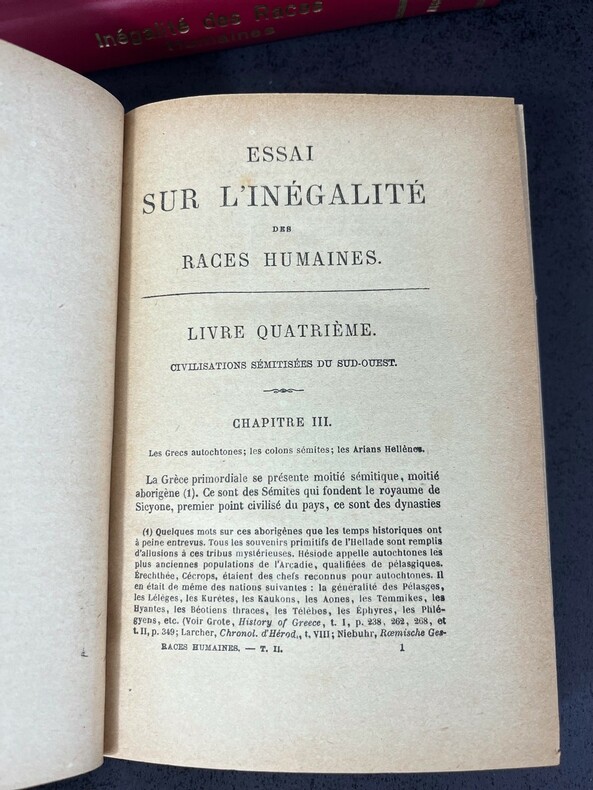 Inégalité des Races
Humaines
ESSAI
SUR L'INÉGALITÉ
DES
RACES HUMAINES.
LIVRE QUATRIÈME.
CIVILISATIONS SÉMITISÉES DU SUD-OUEST.
CHAPITRE III.
Les Grecs autochtones; les colons sémites; les Arians Hellènes.
La Grèce primordiale se présente moitié sémitique, moitié
aborigène (1). Ce sont des Sémites qui fondent le royaume de
Sicyone, premier point civilisé du pays, ce sont des dynasties
(1) Quelques mots sur ces aborigènes que les temps historiques ont
à peine entrevus. Tous les souvenirs primitifs de l'Hellade sont remplis
d'allusions à ces tribus mystérieuses. Hésiode appelle autochtones les
plus anciennes populations de l'Arcadie, qualifiées de pélasgiques.
Érechthée, Cécrops, étaient des chefs reconnus pour autochtones. Il
en était de même des nations suivantes : la généralité des Pélasges,
les Lélèges, les Kurètes, les Kaukons, les Aones, les Temmikes, les
Hyantes, les Béotiens thraces, les Télèbes, les Éphyres, les Phlé-
gyens, etc. (Voir Grote, History of Greece, t. 1, p. 238, 262, 268, et
t. II, p. 349; Larcher, Chronol. d'Hérod., t. VIII; Niebuhr, Rœmische Ges-
RACES HUMAINES. — T. II. 1